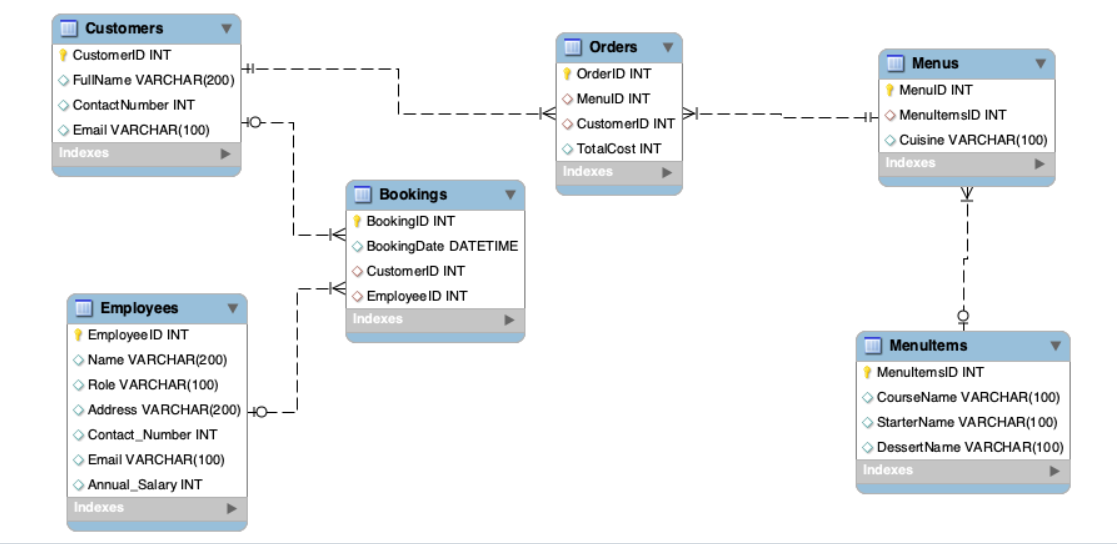 Customers
CustomerID INT
FullName VARCHAR(200)
ContactNumber INT
Email VARCHAR(100)
Indexes
Orders
OrderID INT
MenuID INT
CustomerID INT
TotalCost INT
Indexes
Menus
MenuID INT
MenuItemsID INT
Cuisine VARCHAR(100)
Indexes
Bookings
BookingID INT
BookingDate DATETIME
CustomerID INT
EmployeeID INT
Indexes
Employees
EmployeeID INT
Name VARCHAR(200)
Role VARCHAR(100)
Address VARCHAR(200)
Contact_Number INT
Email VARCHAR(100)
Annual_Salary INT
Indexes
MenuItems
MenuItemsID INT
CourseName VARCHAR(100)
StarterName VARCHAR(100)
DessertName VARCHAR(100)
Indexes